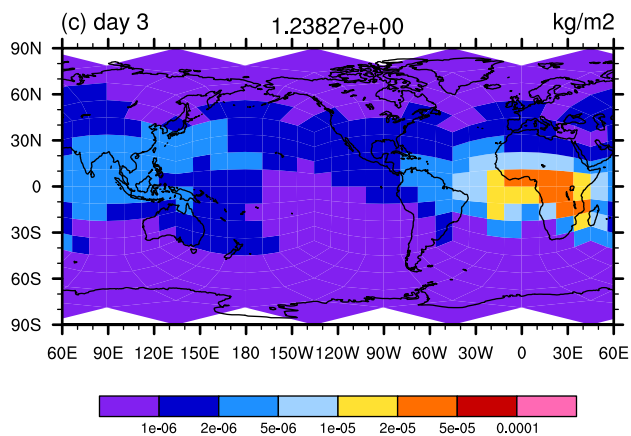 (c) day 3 1.23827e+00 kg/m2
90N
60N
30N
0
30S
60S
90S
60E 90E 120E 150E 180 150W 120W 90W 60W 30W 0 30E 60E
1e-06 2e-06 5e-06 1e-05 2e-05 5e-05 0.0001